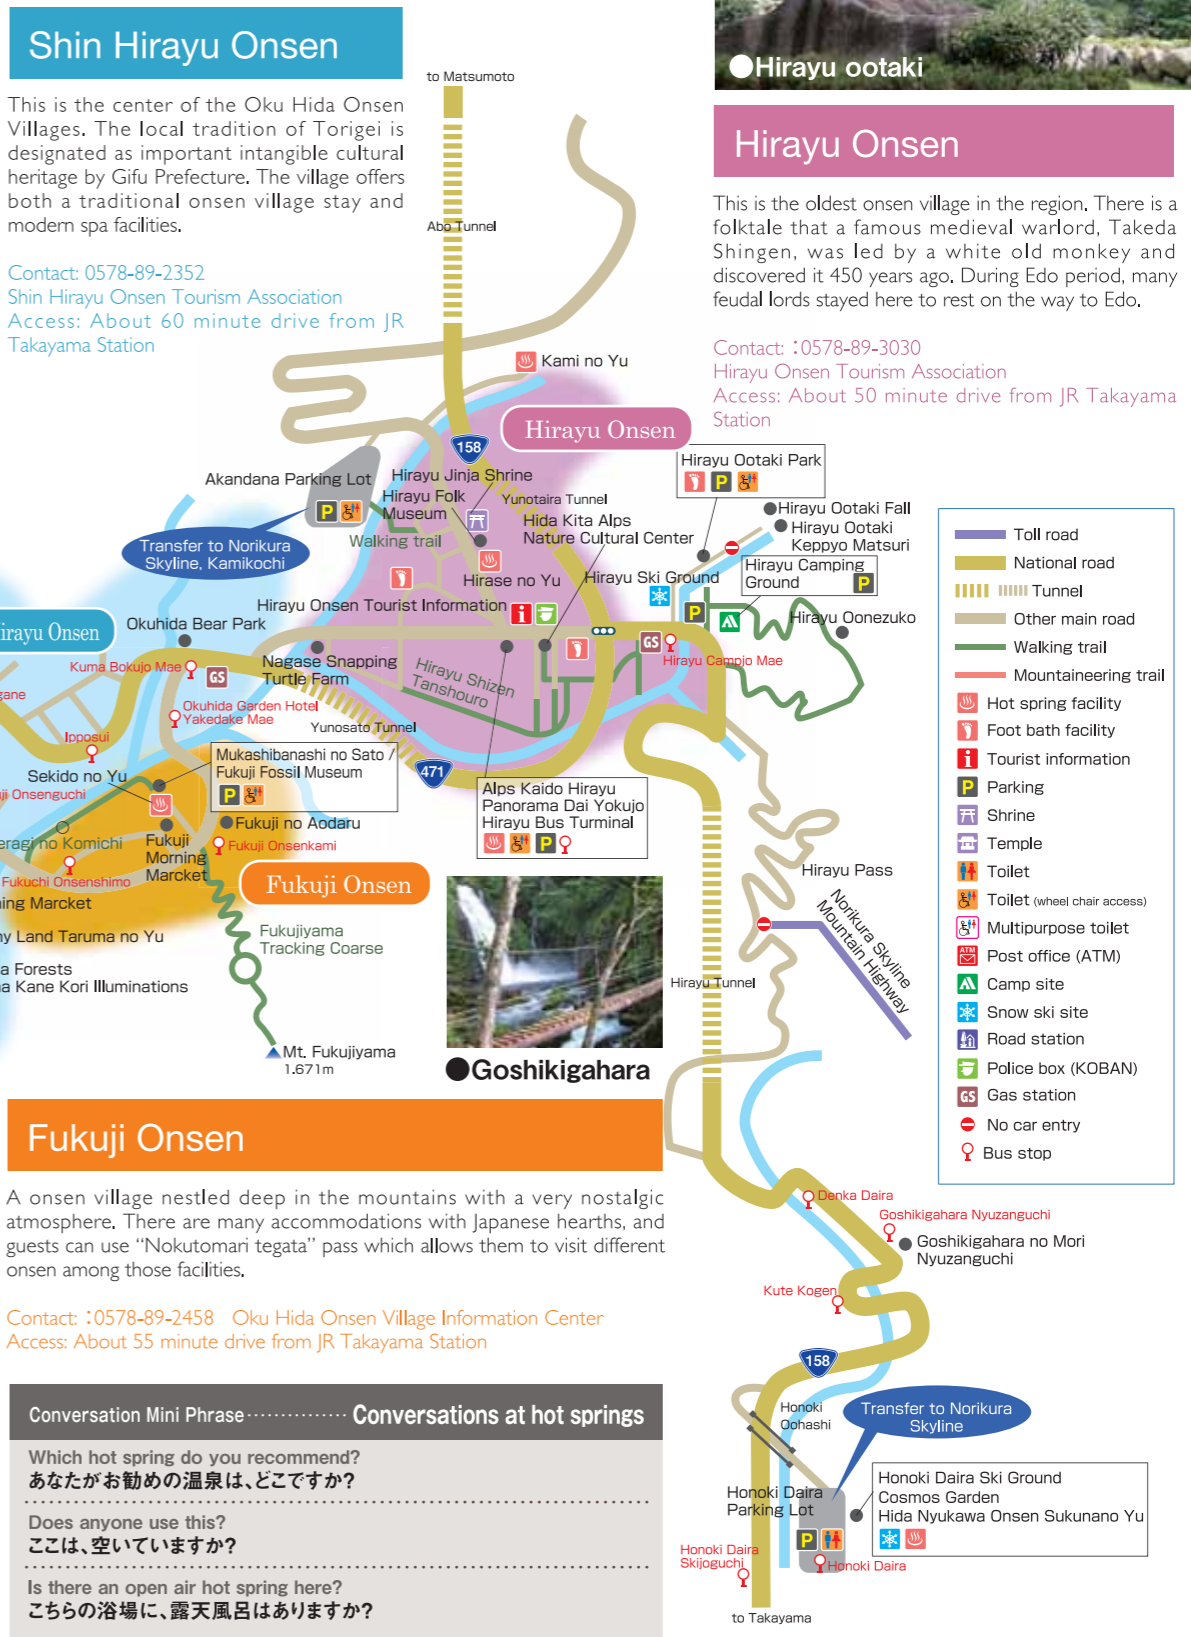 Shin Hirayu Onsen
This is the center of the Oku Hida Onsen
Villages. The local tradition of Torigei is
designated as important intangible cultural
heritage by Gifu Prefecture. The village offers
both a traditional onsen village stay and
modern spa facilities.
Contact: 0578-89-2352
Shin Hirayu Onsen Tourism Association
Access: About 60 minute drive from JR
Takayama Station
●Hirayu ootaki
Hirayu Onsen
This is the oldest onsen village in the region. There is a
folktale that a famous medieval warlord, Takeda
Shingen, was led by a white old monkey and
discovered it 450 years ago. During Edo period, many
feudal lords stayed here to rest on the way to Edo.
Contact: :0578-89-3030
Hirayu Onsen Tourism Association
Access: About 50 minute drive from JR Takayama
Station
to Matsumoto
Abo Tunnel
Kami no Yu
Hirayu Onsen
158
Hirayu Ootaki Park
P
Akandana Parking Lot
P
Hirayu Jinja Shrine
Hirayu Folk
Museum
Yunotaira Tunnel
Walking trail
Hida Kita Alps
Nature Cultural Center
Hirayu Ootaki Fall
Hirayu Ootaki
Keppyo Matsuri
Transfer to Norikura
Skyline, Kamikochi
Hirase no Yu
Hirayu Ski Ground
Hirayu Camping
Ground
P
P
Hirayu Onsen Tourist Information
i
Hirayu Oonezuko
irayu Onsen
Okuhida Bear Park
GS
Hirayu Campjo Mae
Kuma Bokujo Mae
GS
Nagase Snapping
Turtle Farm
Hirayu Shizen
Tanshouro
gane
Okuhida Garden Hotel
Yakedake Mae
Yunosato Tunnel
Ipposui
Mukashibanashi no Sato /
Fukuji Fossil Museum
P
471
Sekido no Yu
ji Onsenguchi
Alps Kaido Hirayu
Panorama Dai Yokujo
Hirayu Bus Turminal
P
Fukuji no Aodaru
eragi no Komichi
Fukuji
Morning
Marcket
Fukuji Onsenkami
Fukuchi Onsenshimo
Fukuji Onsen
ning Marcket
Fukujiyama
Tracking Coarse
ny Land Taruma no Yu
a Forests
na Kane Kori Illuminations
Mt. Fukujiyama
1.671m
●Goshikigahara
Hirayu Pass
Norikura Skyline
Mountain Highway
Hirayu Tunnel
Toll road
National road
Tunnel
Other main road
Walking trail
Mountaineering trail
Hot spring facility
Foot bath facility
i Tourist information
P Parking
Shrine
Temple
Toilet
Toilet (wheel chair access)
Multipurpose toilet
ATM Post office (ATM)
Camp site
Snow ski site
Road station
Police box (KOBAN)
GS Gas station
No car entry
Bus stop
Fukuji Onsen
A onsen village nestled deep in the mountains with a very nostalgic
atmosphere. There are many accommodations with Japanese hearths, and
guests can use “Nokutomari tegata” pass which allows them to visit different
onsen among those facilities.
Contact: :0578-89-2458 Oku Hida Onsen Village Information Center
Access: About 55 minute drive from JR Takayama Station
Denka Daira
Goshikigahara Nyuzanguchi
Goshikigahara no Mori
Nyuzanguchi
Kute Kogen
158
Honoki
Oohashi
Transfer to Norikura
Skyline
Honoki Daira
Parking Lot
P
Honoki Daira Ski Ground
Cosmos Garden
Hida Nyukawa Onsen Sukunano Yu
Honoki Daira
Skijoguchi
Honoki Daira
to Takayama
Conversation Mini Phrase ·············· Conversations at hot springs
Which hot spring do you recommend?
あなたがお勧めの温泉は、どこですか?
Does anyone use this?
ここは、空いていますか?
Is there an open air hot spring here?
こちらの浴場に、露天風呂はありますか?